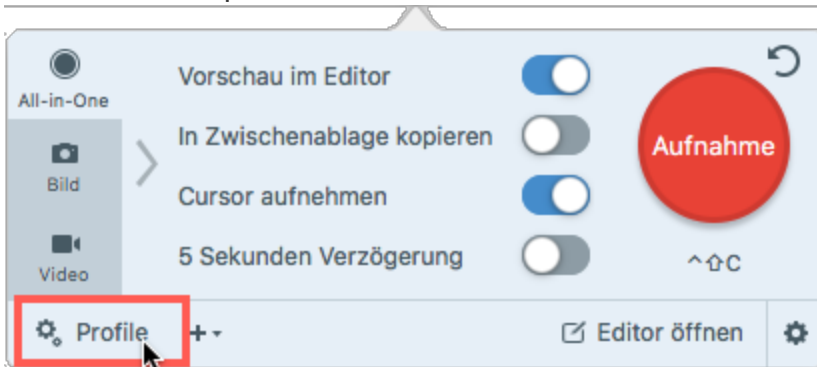 All-in-One
Bild
Video
Vorschau im Editor
In Zwischenablage kopieren
Cursor aufnehmen
5 Sekunden Verzögerung
Aufnahme
^⇧C
Profile
+
Editor öffnen